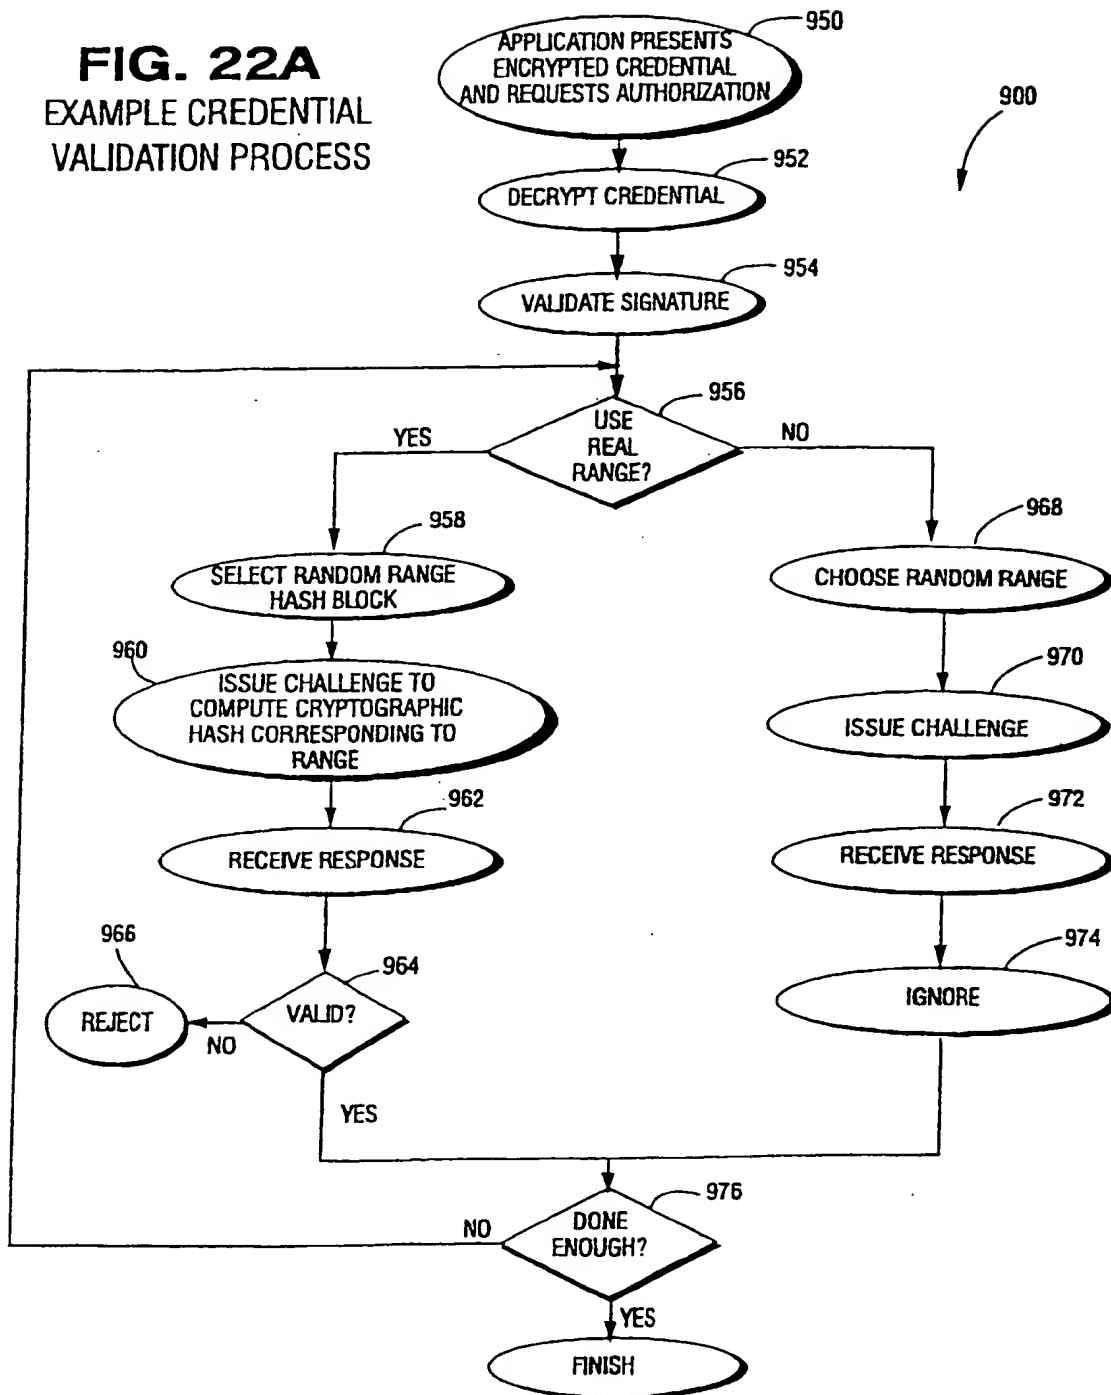 FIG. 22A
EXAMPLE CREDENTIAL
VALIDATION PROCESS
950
APPLICATION PRESENTS
ENCRYPTED CREDENTIAL
AND REQUESTS AUTHORIZATION
900
952
DECRYPT CREDENTIAL
954
VALIDATE SIGNATURE
956
USE
REAL
RANGE?
YES
NO
958
SELECT RANDOM RANGE
HASH BLOCK
968
CHOOSE RANDOM RANGE
960
ISSUE CHALLENGE TO
COMPUTE CRYPTOGRAPHIC
HASH CORRESPONDING TO
RANGE
970
ISSUE CHALLENGE
962
RECEIVE RESPONSE
972
RECEIVE RESPONSE
966
REJECT
964
VALID?
NO
YES
974
IGNORE
976
DONE
ENOUGH?
NO
YES
FINISH